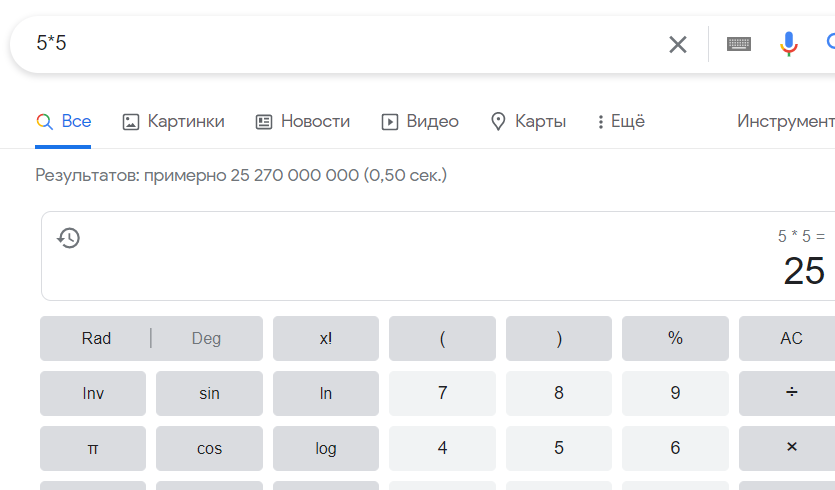 5*5
Все Картинки Новости Видео Карты Ещё Инструмент
Результатов: примерно 25 270 000 000 (0,50 сек.)
5 * 5 =
25
Rad | Deg x! ( ) % AC
Inv sin ln 7 8 9 ÷
π cos log 4 5 6 ×